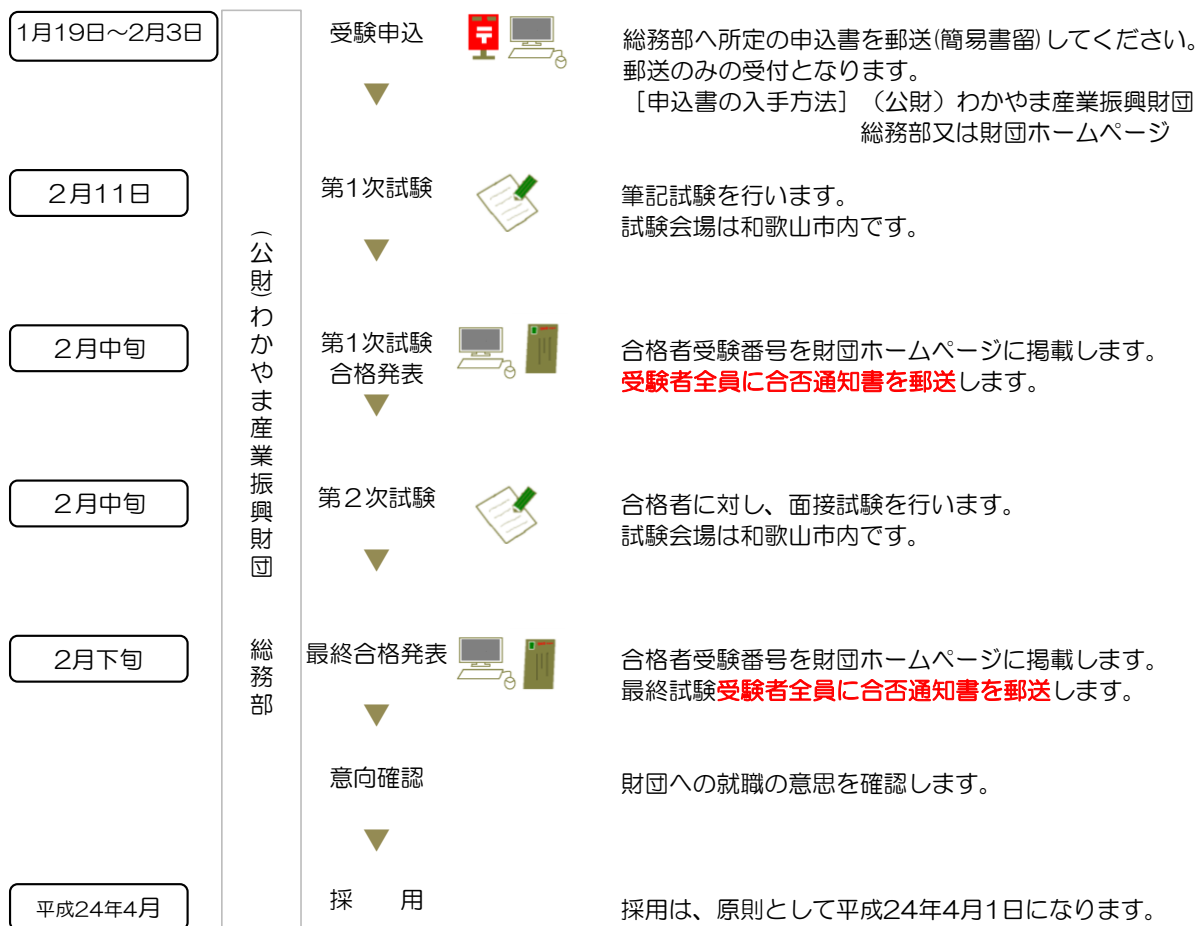 1月19日～2月3日
受験申込
総務部へ所定の申込書を郵送(簡易書留)してください。
郵送のみの受付となります。
［申込書の入手方法］（公財）わかやま産業振興財団
総務部又は財団ホームページ
2月11日
第1次試験
筆記試験を行います。
試験会場は和歌山市内です。
（公財）わかやま産業振興財団　総務部
2月中旬
第1次試験
合格発表
合格者受験番号を財団ホームページに掲載します。
受験者全員に合否通知書を郵送します。
2月中旬
第2次試験
合格者に対し、面接試験を行います。
試験会場は和歌山市内です。
2月下旬
最終合格発表
合格者受験番号を財団ホームページに掲載します。
最終試験受験者全員に合否通知書を郵送します。
意向確認
財団への就職の意思を確認します。
平成24年4月
採　用
採用は、原則として平成24年4月1日になります。